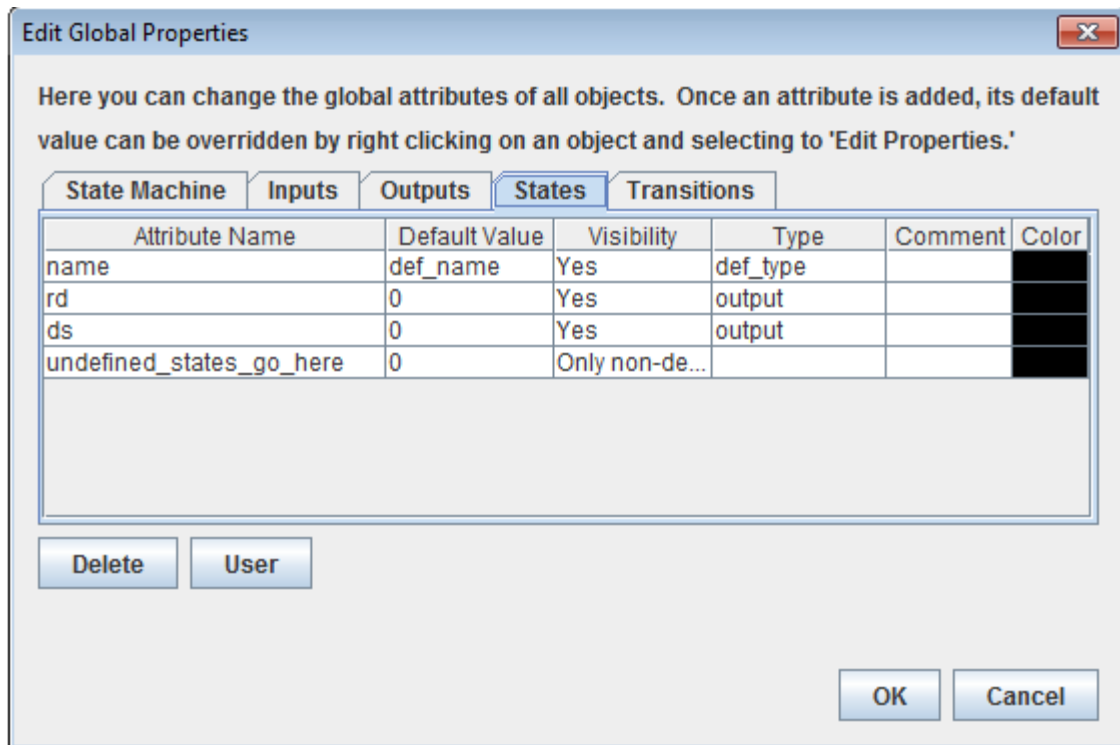 Edit Global Properties
Here you can change the global attributes of all objects. Once an attribute is added, its default
value can be overridden by right clicking on an object and selecting to 'Edit Properties.'
State Machine Inputs Outputs States Transitions
Attribute Name Default Value Visibility Type Comment Color
name def_name Yes def_type
rd 0 Yes output
ds 0 Yes output
undefined_states_go_here 0 Only non-de...
Delete User
OK Cancel